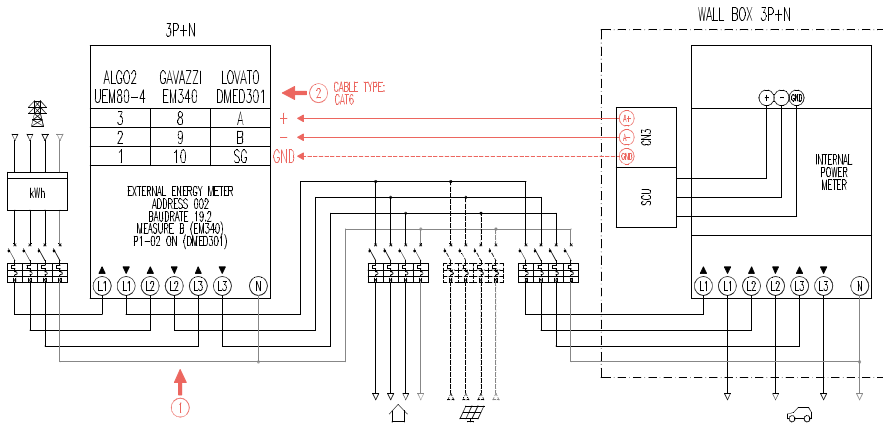 WALL BOX 3P+N
3P+N
ALGO2 UEM80-4
GAVAZZI EM340
LOVATO DMED301
3 8 A +
2 9 B -
1 10 SG GND
2 CABLE TYPE:
CAT6
A+
A-
GND
CN3
SCU
+ - GND
INTERNAL
POWER
METER
kWh
EXTERNAL ENERGY METER
ADDRESS 002
BAUDRATE 19.2
MEASURE B (EM340)
P1-02 ON (DMED301)
L1 L1 L2 L2 L3 L3 N
L1 L1 L2 L2 L3 L3 N
1